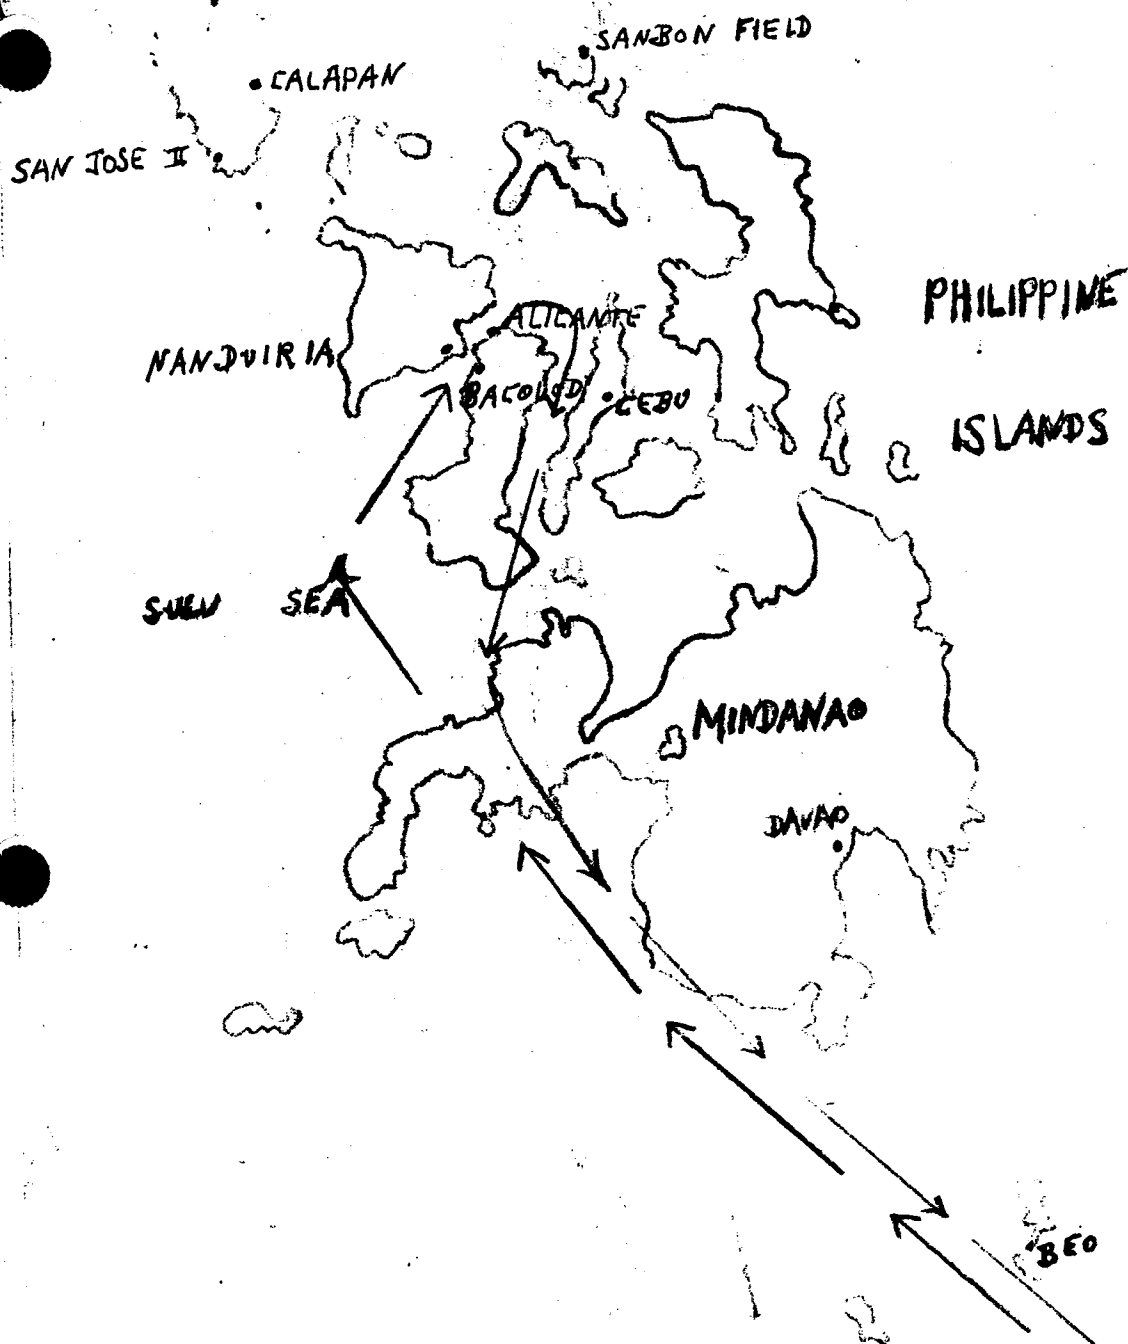 SANBON FIELD
CALAPAN
SAN JOSE II
PHILIPPINE
ALICANTE
NANDUIRIA
BACOLOD
CEBU
ISLANDS
SULU SEA
MINDANAO
DAVAO
BEO